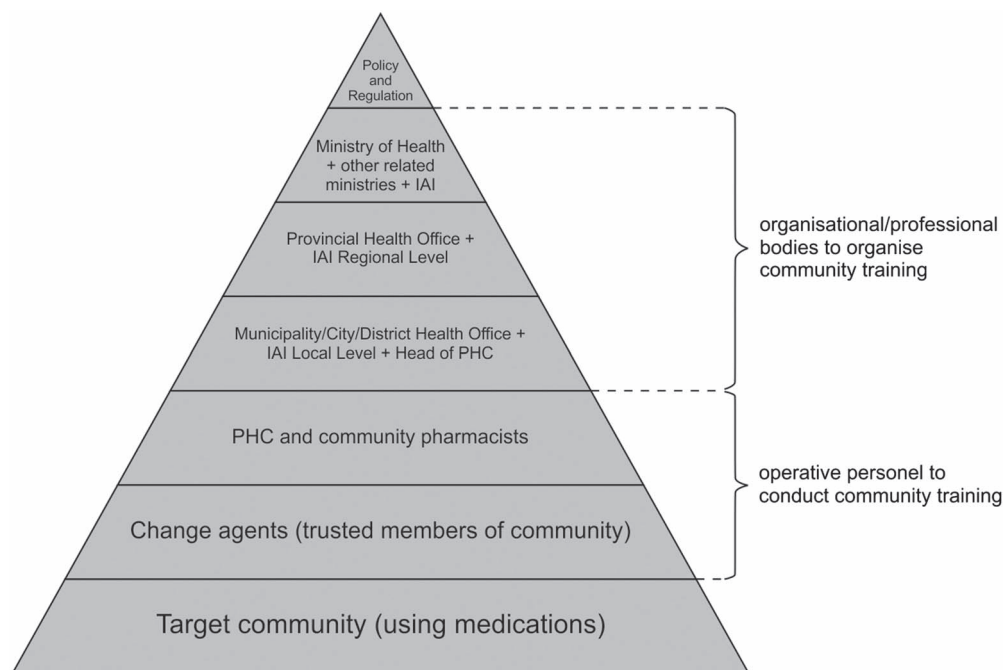 Policy
and
Regulation
Ministry of Health
+ other related
ministries + IAI
Provincial Health Office +
IAI Regional Level
Municipality/City/District Health Office +
IAI Local Level + Head of PHC
organisational/professional
bodies to organise
community training
PHC and community pharmacists
Change agents (trusted members of community)
operative personel to
conduct community training
Target community (using medications)